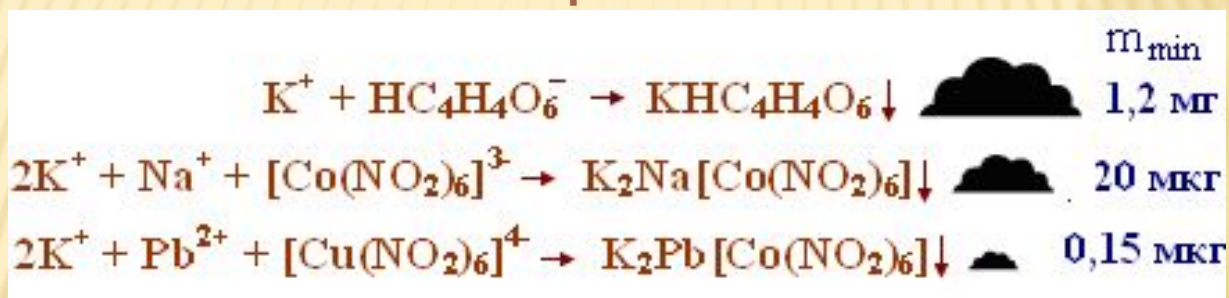 m min
K⁺ + HC₄H₄O₆⁻ → KHC₄H₄O₆↓ 1,2 мг
2K⁺ + Na⁺ + [Co(NO₂)₆]³⁻ → K₂Na[Co(NO₂)₆]↓ 20 мкг
2K⁺ + Pb²⁺ + [Cu(NO₂)₆]⁴⁻ → K₂Pb[Co(NO₂)₆]↓ 0,15 мкг